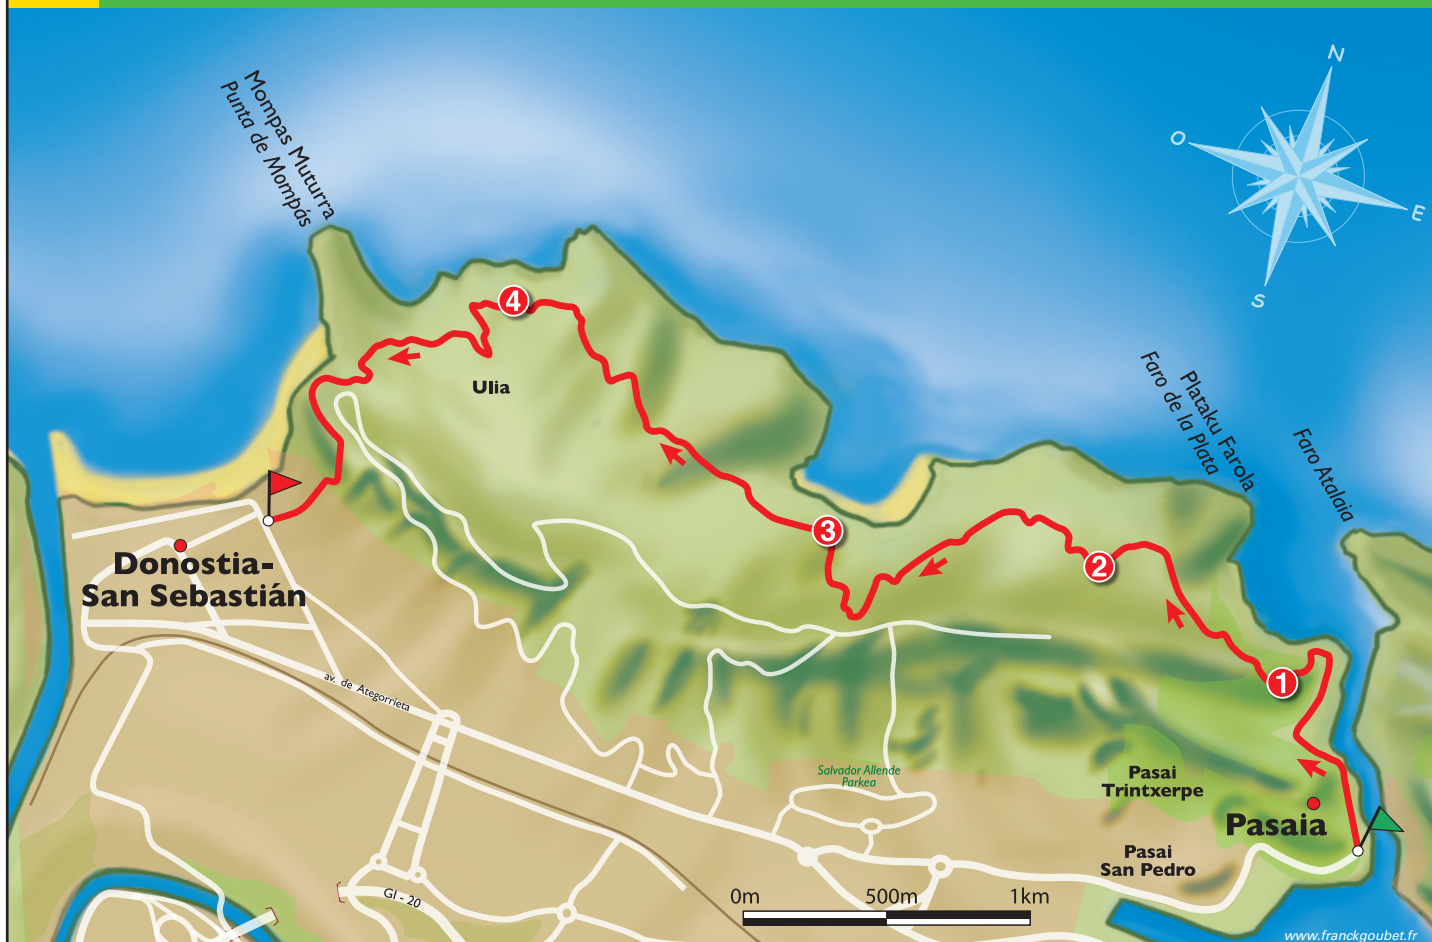 N
O
E
S
Mompas Muturra
Punta de Mompás
4
Ulia
Plataku Farola
Faro de la Plata
Faro Atalaia
3
2
Donostia-
San Sebastián
1
av. de Ategorrieta
Salvador Allende
Parkea
Pasai
Trintxerpe
Pasaia
Pasai
San Pedro
GI - 20
0m 500m 1km
www.franckgoubet.fr